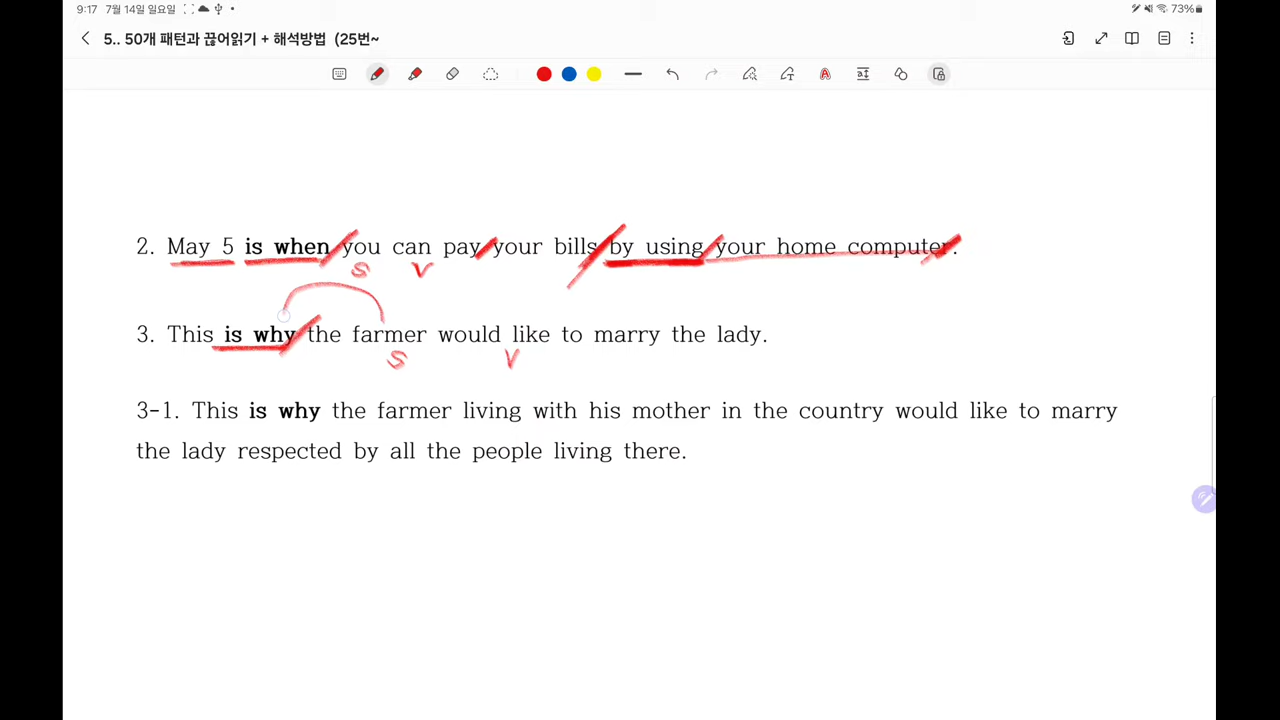 9:17 7월 14일 일요일
73%
5.. 50개 패턴과 끊어읽기 + 해석방법 (25번~
2. May 5 is when you can pay your bills by using your home computer.
S V
3. This is why the farmer would like to marry the lady.
S V
3-1. This is why the farmer living with his mother in the country would like to marry
the lady respected by all the people living there.